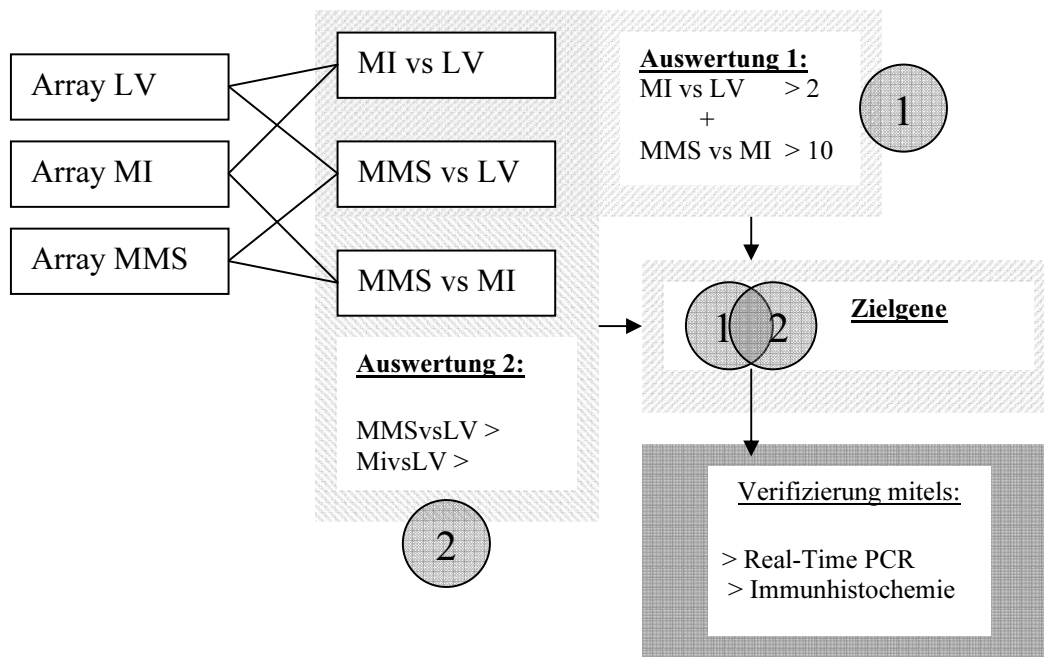 Array LV
Array MI
Array MMS
MI vs LV
MMS vs LV
MMS vs MI
Auswertung 1:
MI vs LV > 2
+
MMS vs MI > 10
1
Auswertung 2:
MMSvsLV >
MivsLV >
2
1 2
Zielgene
Verifizierung mitels:
> Real-Time PCR
> Immunhistochemie